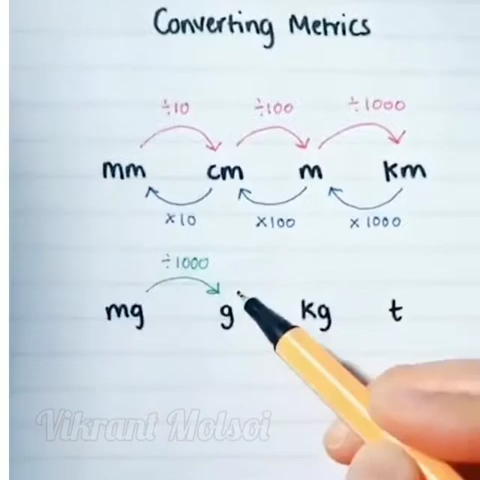 Converting Metrics
÷10 ÷100 ÷1000
mm cm m km
×10 ×100 ×1000
÷1000
mg g kg t
Vikrant Molsoi